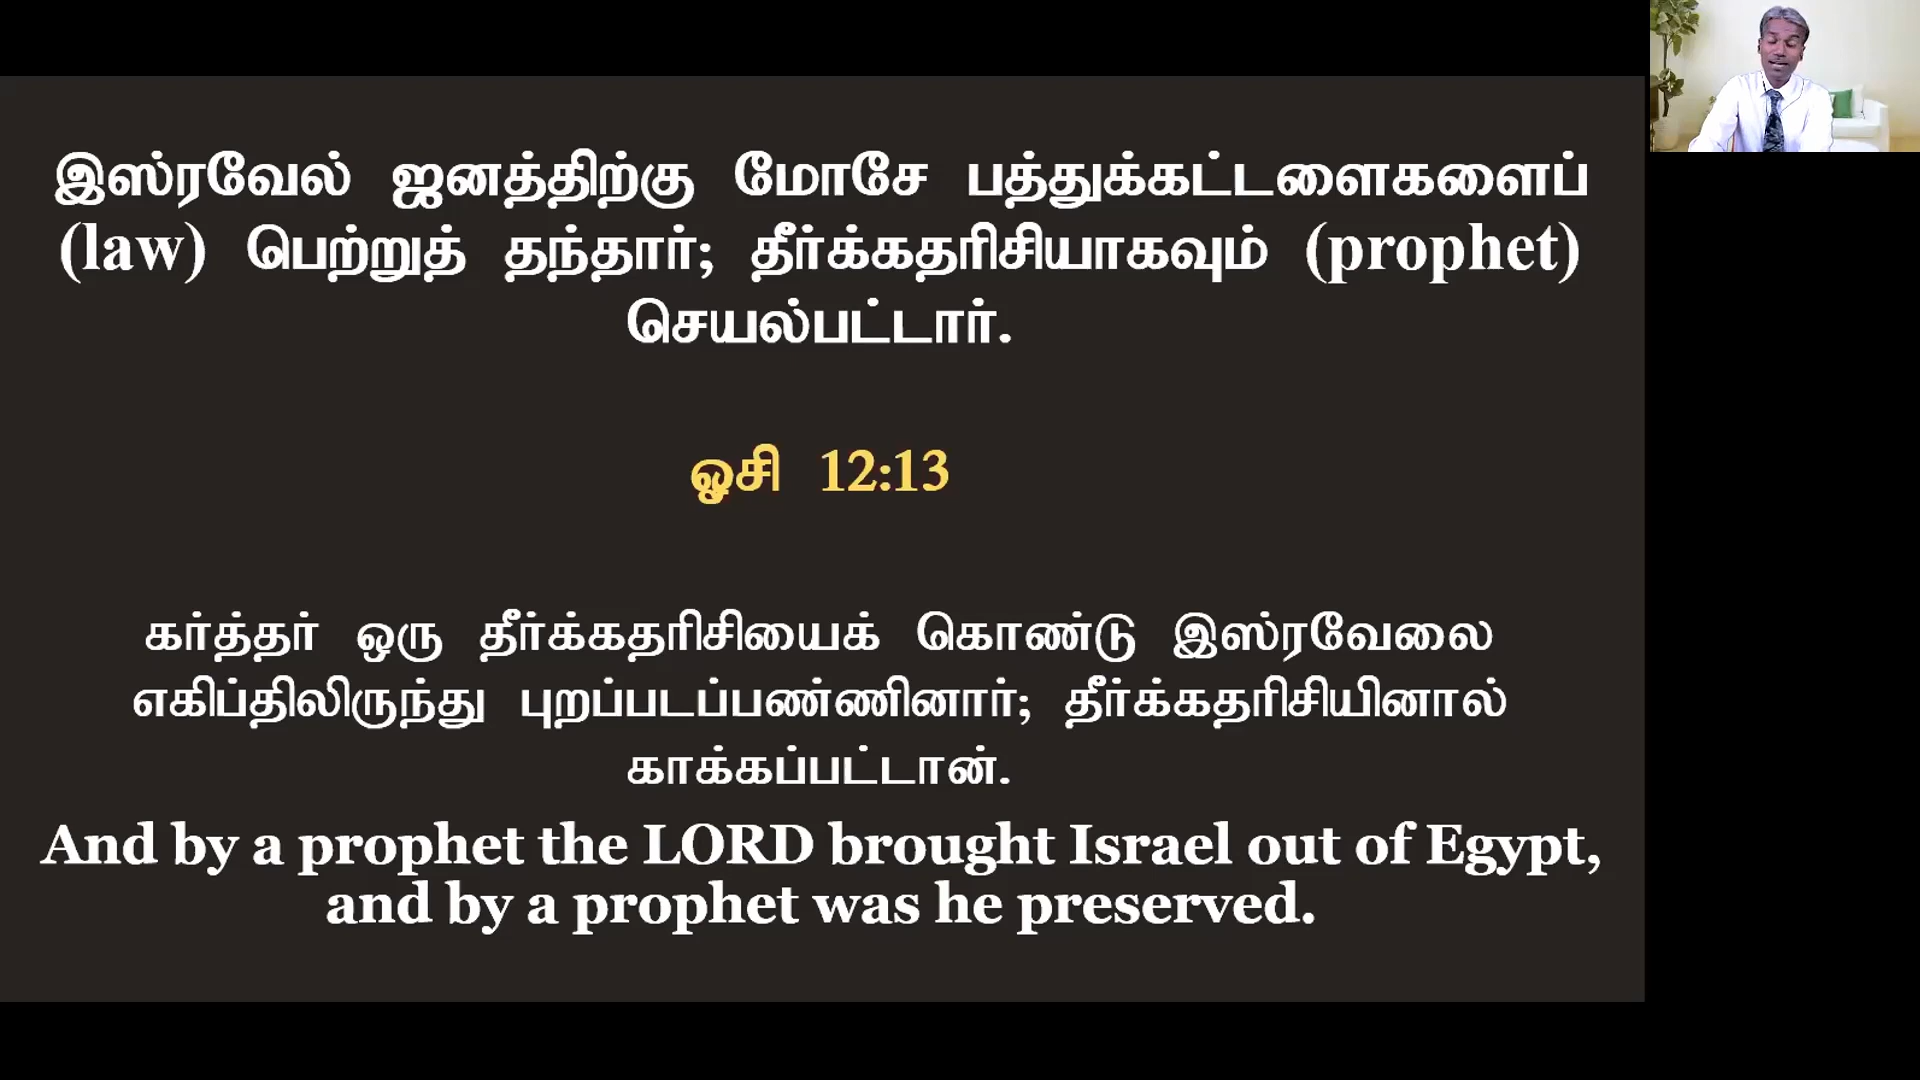 இஸ்ரவேல் ஜனத்திற்கு மோசே பத்துக்கட்டளைகளைப்
(law) பெற்றுத் தந்தார்; தீர்க்கதரிசியாகவும் (prophet)
செயல்பட்டார்.
ஓசி 12:13
கர்த்தர் ஒரு தீர்க்கதரிசியைக் கொண்டு இஸ்ரவேலை
எகிப்திலிருந்து புறப்படப்பண்ணினார்; தீர்க்கதரிசியினால்
காக்கப்பட்டான்.
And by a prophet the LORD brought Israel out of Egypt,
and by a prophet was he preserved.